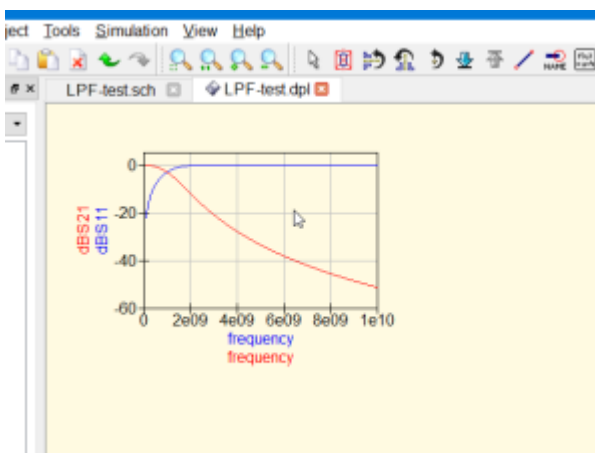 ject Tools Simulation View Help
NAME
LPF-test.sch LPF-test.dpl
0
-20
-40
-60
dBS21
dBS11
0 2e09 4e09 6e09 8e09 1e10
frequency
frequency